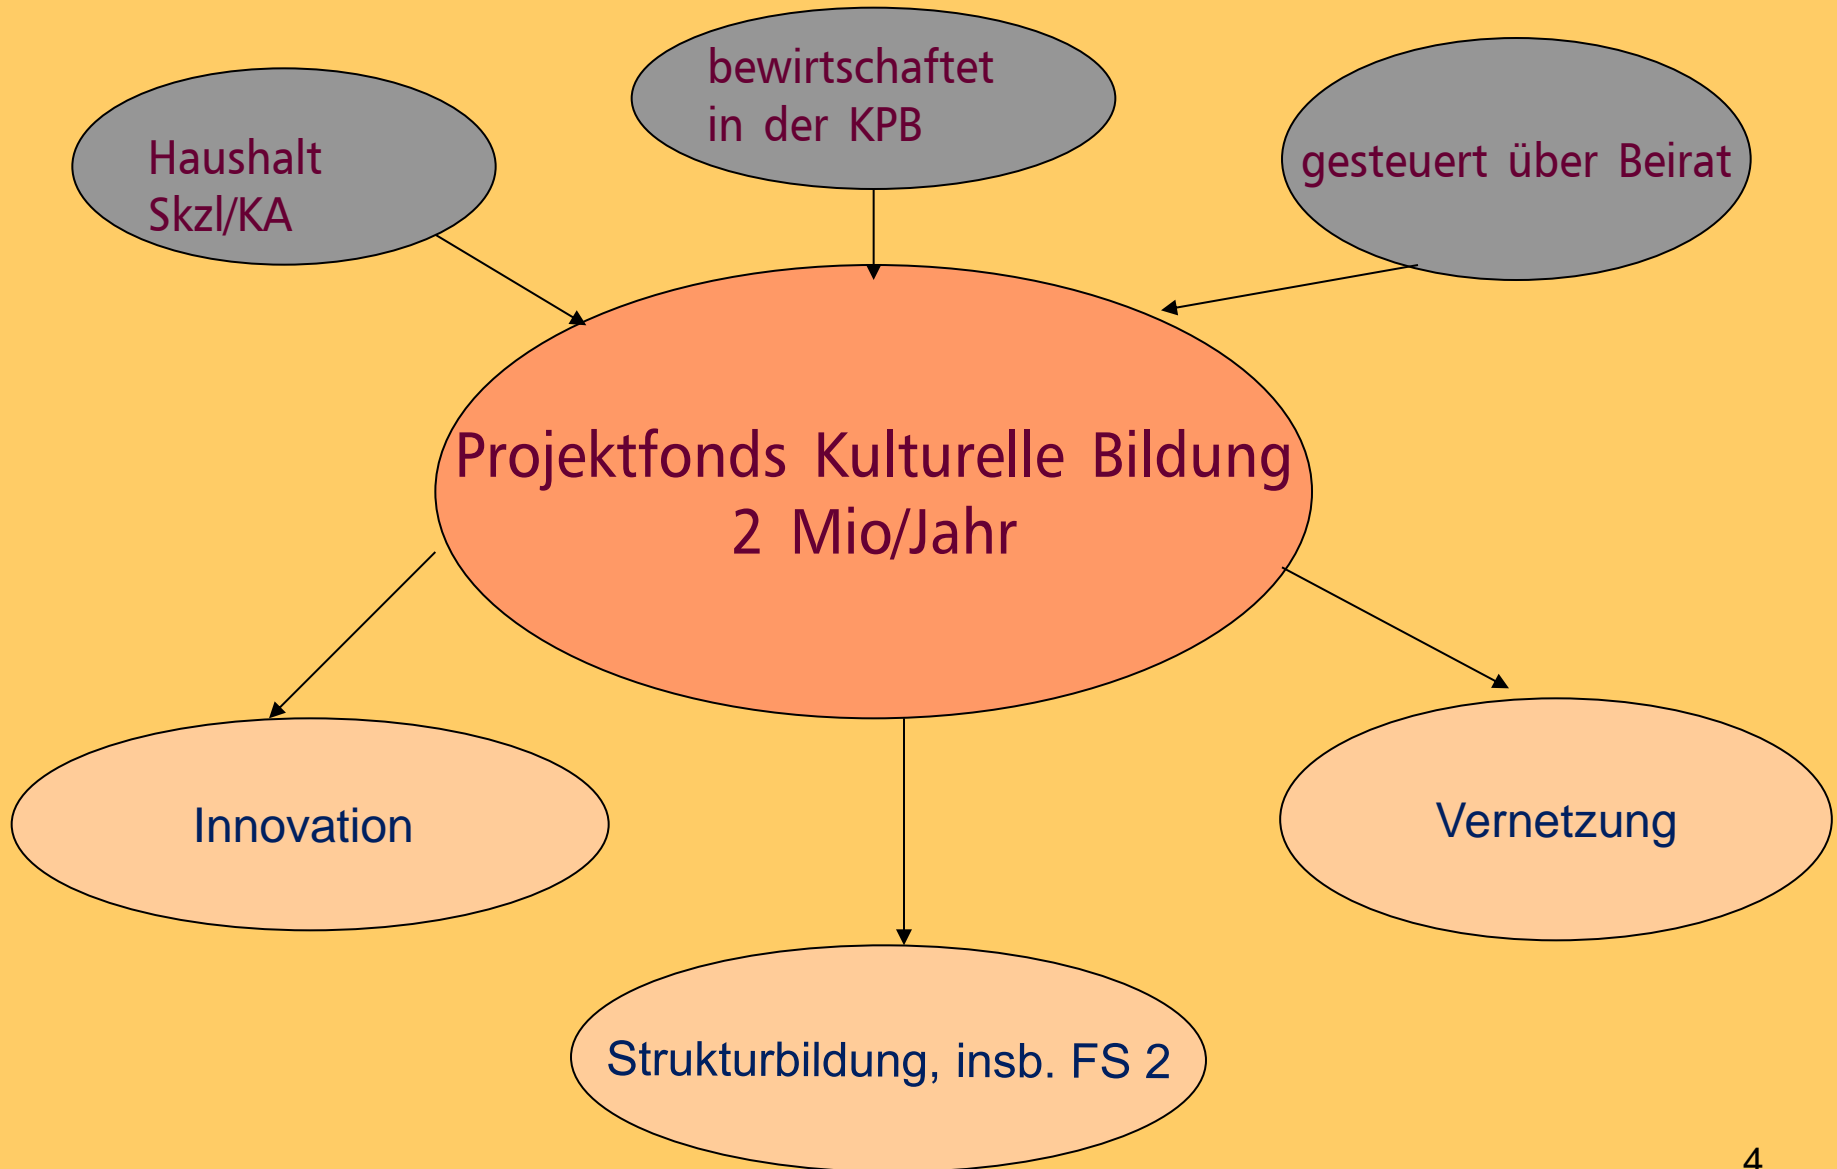 bewirtschaftet
in der KPB
Haushalt
Skzl/KA
gesteuert über Beirat
Projektfonds Kulturelle Bildung
2 Mio/Jahr
Innovation
Vernetzung
Strukturbildung, insb. FS 2
4